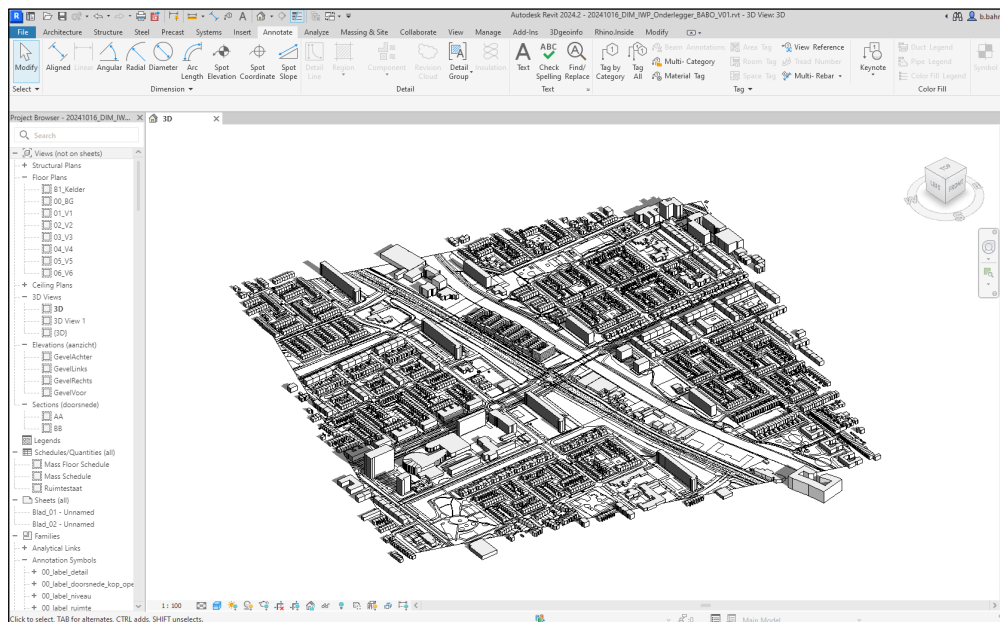 Autodesk Revit 2024.2 - 20241016_DIM_IWP_Onderlegger_BABO_V01.rvt - 3D View: 3D
b.bahr
File Architecture Structure Steel Precast Systems Insert Annotate Analyze Massing & Site Collaborate View Manage Add-Ins 3Dgeoinfo Rhino.Inside Modify
Modify
Aligned Linear Angular Radial Diameter Arc Length Spot Elevation Spot Coordinate Spot Slope
Detail Line Region Component Revision Cloud Detail Group Insulation
Text Check Spelling Find/ Replace
Tag by Category Tag All
Beam Annotations
Multi- Category
Material Tag
Area Tag
Room Tag
Space Tag
View Reference
Tread Number
Multi- Rebar
Keynote
Duct Legend
Pipe Legend
Color Fill Legend
Symbol
Select Dimension Detail Text Tag Color Fill
Project Browser - 20241016_DIM_IW...
3D
Search
Views (not on sheets)
Structural Plans
Floor Plans
B1_Kelder
00_BG
01_V1
02_V2
03_V3
04_V4
05_V5
06_V6
Ceiling Plans
3D Views
3D
3D View 1
{3D}
Elevations (aanzicht)
GevelAchter
GevelLinks
GevelRechts
GevelVoor
Sections (doorsnede)
AA
BB
Legends
Schedules/Quantities (all)
Mass Floor Schedule
Mass Schedule
Ruimtestaat
Sheets (all)
Blad_01 - Unnamed
Blad_02 - Unnamed
Families
Analytical Links
Annotation Symbols
00_label_detail
00_label_doorsnede_kop_ope
00_label_niveau
00 label ruimte
TOP
LEFT
FRONT
1 : 100
Click to select, TAB for alternates, CTRL adds, SHIFT unselects.
:0
Main Model